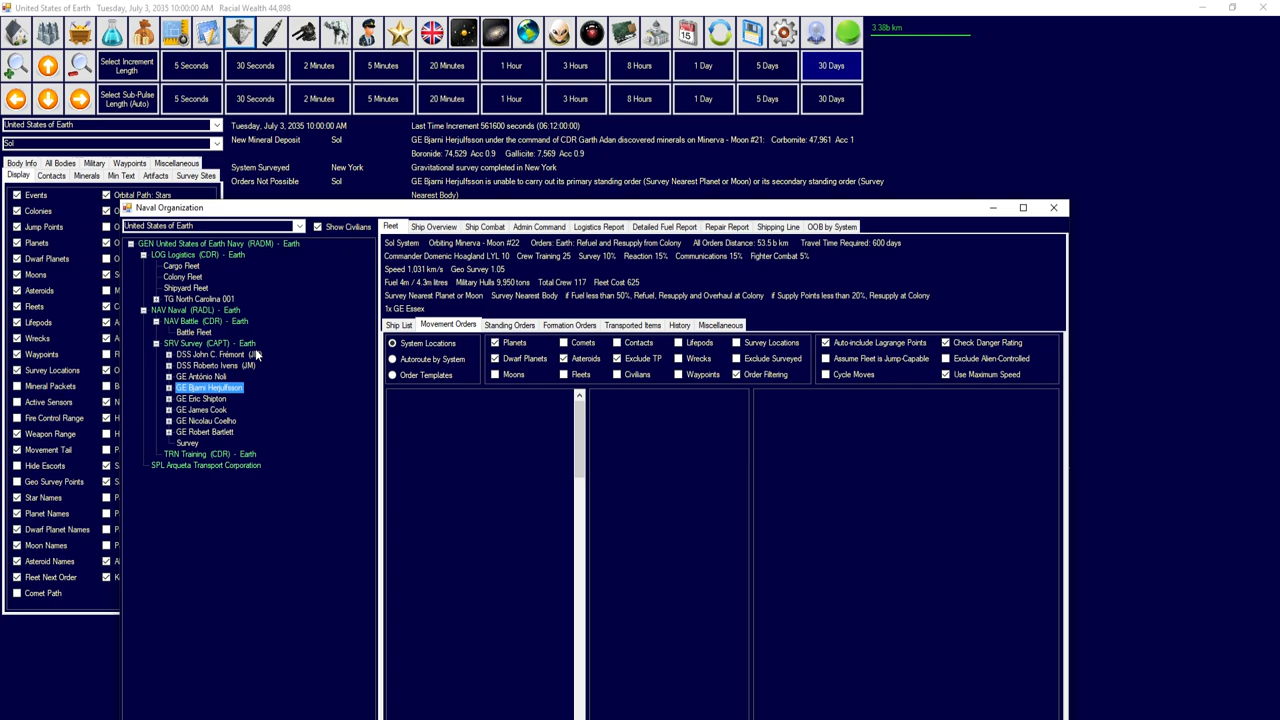 United States of Earth   Tuesday, July 3, 2035 10:00:00 AM   Racial Wealth 44,898
3.38b km
Select Increment Length
5 Seconds
30 Seconds
2 Minutes
5 Minutes
20 Minutes
1 Hour
3 Hours
8 Hours
1 Day
5 Days
30 Days
Select Sub-Pulse Length (Auto)
5 Seconds
30 Seconds
2 Minutes
5 Minutes
20 Minutes
1 Hour
3 Hours
8 Hours
1 Day
5 Days
30 Days
United States of Earth
Sol
Tuesday, July 3, 2035 10:00:00 AM
Last Time Increment 561600 seconds (06:12:00:00)
New Mineral Deposit   Sol   GE Bjarni Herjulfsson under the command of CDR Garth Adan discovered minerals on Minerva - Moon #21:   Corbomite: 47,961  Acc 1
Boronide: 74,529  Acc 0.9   Gallicite: 7,569  Acc 0.9
System Surveyed   New York   Gravitational survey completed in New York
Orders Not Possible   Sol   GE Bjarni Herjulfsson is unable to carry out its primary standing order (Survey Nearest Planet or Moon) or its secondary standing order (Survey
Nearest Body)
Body Info   All Bodies   Military   Waypoints   Miscellaneous
Display   Contacts   Minerals   Min Text   Artifacts   Survey Sites
Events
Orbital Path: Stars
Colonies
O
Jump Points
O
Planets
O
Dwarf Planets
O
Moons
S
Asteroids
M
Fleets
C
Lifepods
A
Wrecks
A
Waypoints
F
Survey Locations
A
Mineral Packets
B
Active Sensors
N
Fire Control Range
H
Weapon Range
H
Movement Tail
P
Hide Escorts
S
Geo Survey Points
S
Star Names
P
Planet Names
P
Dwarf Planet Names
P
Moon Names
P
Asteroid Names
A
Fleet Next Order
K
Comet Path
Naval Organization
United States of Earth
Show Civilians
GEN United States of Earth Navy (RADM) - Earth
LOG Logistics (CDR) - Earth
Cargo Fleet
Colony Fleet
Shipyard Fleet
TG North Carolina 001
NAV Naval (RADL) - Earth
NAV Battle (CDR) - Earth
Battle Fleet
SRV Survey (CAPT) - Earth
DSS John C. Frémont (JM)
DSS Roberto Ivens (JM)
GE António Noli
GE Bjarni Herjulfsson
GE Eric Shipton
GE James Cook
GE Nicolau Coelho
GE Robert Bartlett
Survey
TRN Training (CDR) - Earth
SPL Arqueta Transport Corporation
Fleet   Ship Overview   Ship Combat   Admin Command   Logistics Report   Detailed Fuel Report   Repair Report   Shipping Line   OOB by System
Sol System   Orbiting Minerva - Moon #22   Orders: Earth: Refuel and Resupply from Colony   All Orders Distance: 53.5b km   Travel Time Required: 600 days
Commander Domenic Hoagland LYL 10   Crew Training 25   Survey 10%   Reaction 15%   Communications 15%   Fighter Combat 5%
Speed 1,031 km/s   Geo Survey 1.05
Fuel 4m / 4.3m litres   Military Hulls 9,950 tons   Total Crew 117   Fleet Cost 625
Survey Nearest Planet or Moon   Survey Nearest Body   if Fuel less than 50%, Refuel, Resupply and Overhaul at Colony   if Supply Points less than 20%, Resupply at Colony
1x GE Essex
Ship List   Movement Orders   Standing Orders   Formation Orders   Transported Items   History   Miscellaneous
System Locations
Autoroute by System
Order Templates
Planets   Comets   Contacts   Lifepods   Survey Locations
Dwarf Planets   Asteroids   Exclude TP   Wrecks   Exclude Surveyed
Moons   Fleets   Civilians   Waypoints   Order Filtering
Auto-include Lagrange Points   Check Danger Rating
Assume Fleet is Jump-Capable   Exclude Alien-Controlled
Cycle Moves   Use Maximum Speed